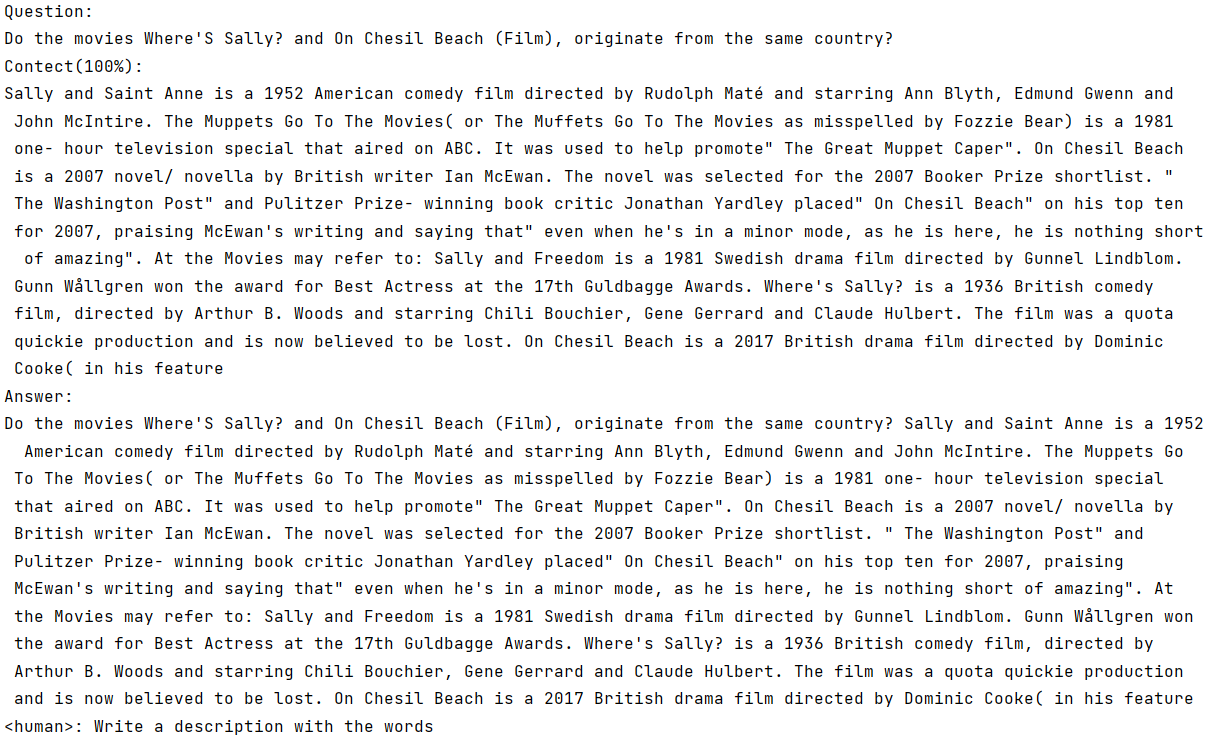 Question:
Do the movies Where'S Sally? and On Chesil Beach (Film), originate from the same country?
Contect(100%):
Sally and Saint Anne is a 1952 American comedy film directed by Rudolph Maté and starring Ann Blyth, Edmund Gwenn and
John McIntire. The Muppets Go To The Movies( or The Muffets Go To The Movies as misspelled by Fozzie Bear) is a 1981
one- hour television special that aired on ABC. It was used to help promote" The Great Muppet Caper". On Chesil Beach
is a 2007 novel/ novella by British writer Ian McEwan. The novel was selected for the 2007 Booker Prize shortlist. "
The Washington Post" and Pulitzer Prize- winning book critic Jonathan Yardley placed" On Chesil Beach" on his top ten
for 2007, praising McEwan's writing and saying that" even when he's in a minor mode, as he is here, he is nothing short
of amazing". At the Movies may refer to: Sally and Freedom is a 1981 Swedish drama film directed by Gunnel Lindblom.
Gunn Wållgren won the award for Best Actress at the 17th Guldbagge Awards. Where's Sally? is a 1936 British comedy
film, directed by Arthur B. Woods and starring Chili Bouchier, Gene Gerrard and Claude Hulbert. The film was a quota
quickie production and is now believed to be lost. On Chesil Beach is a 2017 British drama film directed by Dominic
Cooke( in his feature
Answer:
Do the movies Where'S Sally? and On Chesil Beach (Film), originate from the same country? Sally and Saint Anne is a 1952
American comedy film directed by Rudolph Maté and starring Ann Blyth, Edmund Gwenn and John McIntire. The Muppets Go
To The Movies( or The Muffets Go To The Movies as misspelled by Fozzie Bear) is a 1981 one- hour television special
that aired on ABC. It was used to help promote" The Great Muppet Caper". On Chesil Beach is a 2007 novel/ novella by
British writer Ian McEwan. The novel was selected for the 2007 Booker Prize shortlist. " The Washington Post" and
Pulitzer Prize- winning book critic Jonathan Yardley placed" On Chesil Beach" on his top ten for 2007, praising
McEwan's writing and saying that" even when he's in a minor mode, as he is here, he is nothing short of amazing". At
the Movies may refer to: Sally and Freedom is a 1981 Swedish drama film directed by Gunnel Lindblom. Gunn Wållgren won
the award for Best Actress at the 17th Guldbagge Awards. Where's Sally? is a 1936 British comedy film, directed by
Arthur B. Woods and starring Chili Bouchier, Gene Gerrard and Claude Hulbert. The film was a quota quickie production
and is now believed to be lost. On Chesil Beach is a 2017 British drama film directed by Dominic Cooke( in his feature
<human>: Write a description with the words